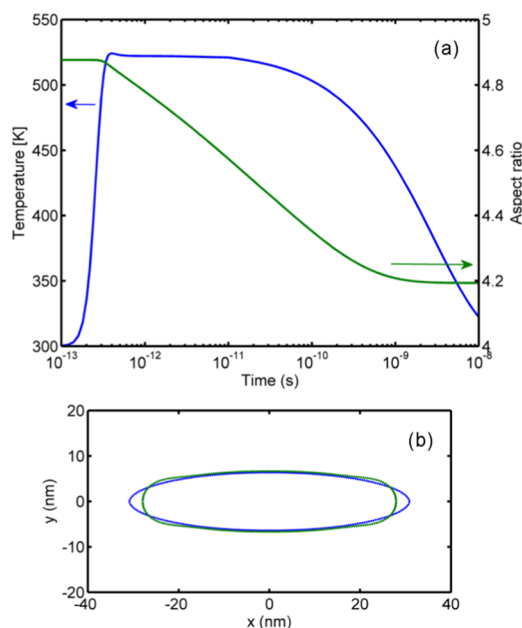 (a)
Temperature [K]
550
500
450
400
350
300
5
4.8
4.6
4.4
4.2
4
Aspect ratio
10^-13 10^-12 10^-11 10^-10 10^-9 10^-8
Time (s)
(b)
y (nm)
20
10
0
-10
-20
-40 -20 0 20 40
x (nm)